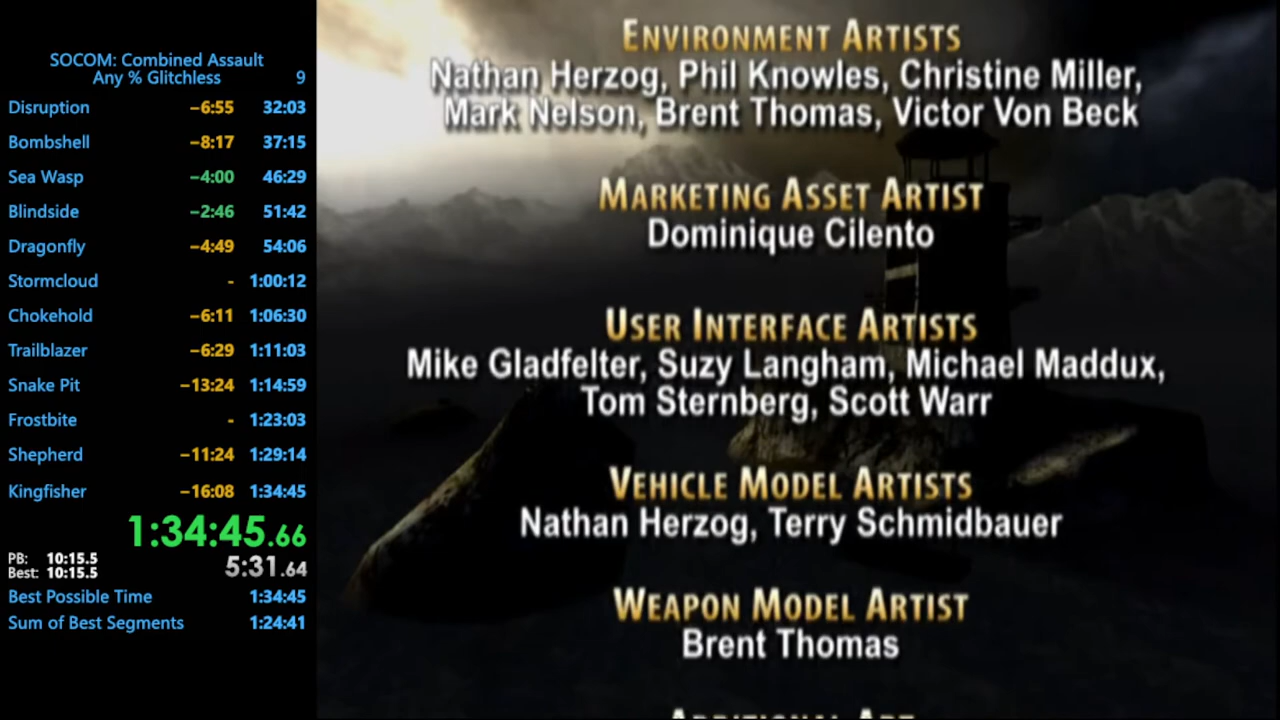 SOCOM: Combined Assault
Any % Glitchless 9
Disruption −6:55 32:03
Bombshell −8:17 37:15
Sea Wasp −4:00 46:29
Blindside −2:46 51:42
Dragonfly −4:49 54:06
Stormcloud - 1:00:12
Chokehold −6:11 1:06:30
Trailblazer −6:29 1:11:03
Snake Pit −13:24 1:14:59
Frostbite - 1:23:03
Shepherd −11:24 1:29:14
Kingfisher −16:08 1:34:45
1:34:45.66
PB: 10:15.5
Best: 10:15.5
5:31.64
Best Possible Time 1:34:45
Sum of Best Segments 1:24:41
ENVIRONMENT ARTISTS
Nathan Herzog, Phil Knowles, Christine Miller,
Mark Nelson, Brent Thomas, Victor Von Beck
MARKETING ASSET ARTIST
Dominique Cilento
USER INTERFACE ARTISTS
Mike Gladfelter, Suzy Langham, Michael Maddux,
Tom Sternberg, Scott Warr
VEHICLE MODEL ARTISTS
Nathan Herzog, Terry Schmidbauer
WEAPON MODEL ARTIST
Brent Thomas
ADDITIONAL ART